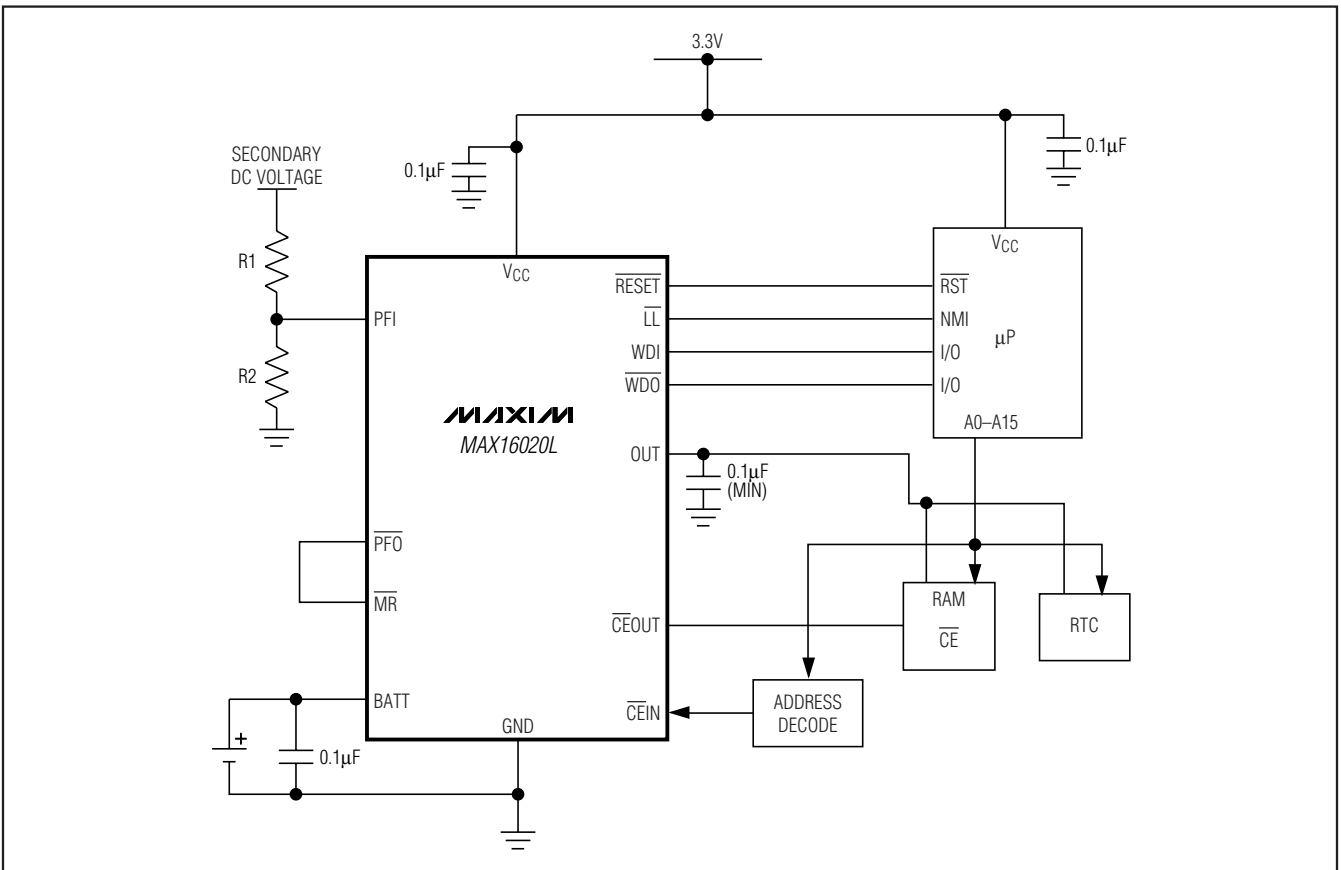 3.3V
0.1µF
0.1µF
SECONDARY
DC VOLTAGE
R1
R2
VCC
PFI
RESET
LL
WDI
WDO
MAXIM
MAX16020L
OUT
PFO
MR
CEOUT
BATT
CEIN
GND
+
0.1µF
0.1µF
(MIN)
VCC
RST
NMI
µP
I/O
I/O
A0–A15
RAM
CE
RTC
ADDRESS
DECODE